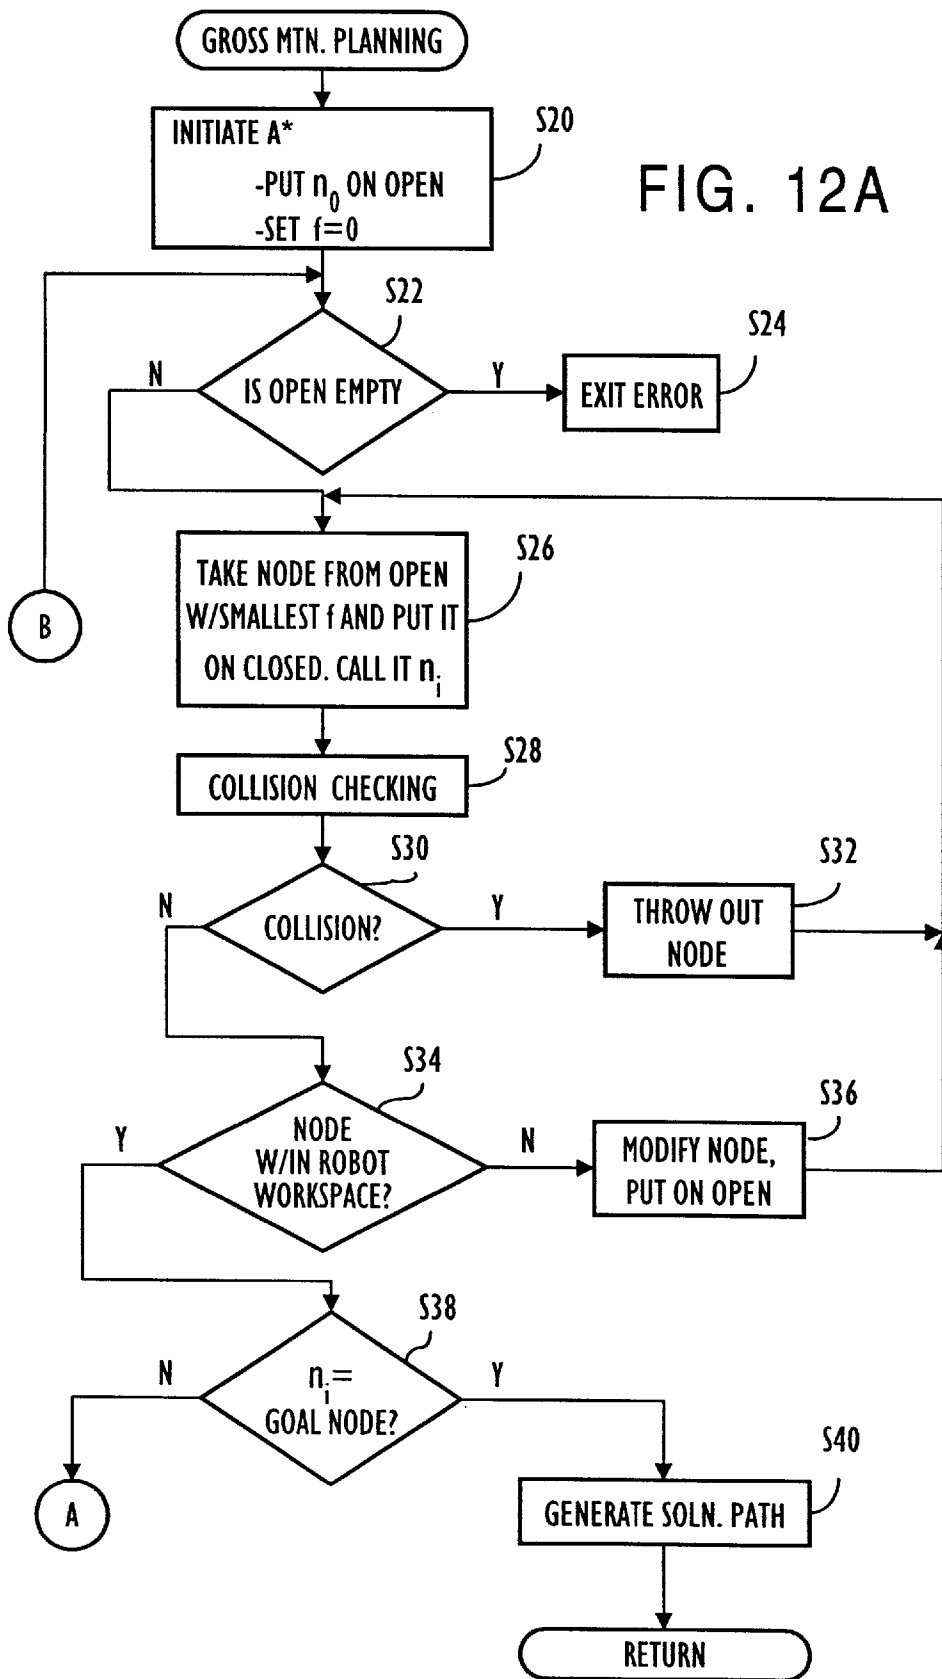 GROSS MTN. PLANNING
S20
INITIATE A*
-PUT n0 ON OPEN
-SET f=0
FIG. 12A
S22
S24
N
IS OPEN EMPTY
Y
EXIT ERROR
S26
TAKE NODE FROM OPEN
W/SMALLEST f AND PUT IT
ON CLOSED. CALL IT ni
B
S28
COLLISION CHECKING
S30
S32
N
COLLISION?
Y
THROW OUT
NODE
S34
S36
Y
NODE
W/IN ROBOT
WORKSPACE?
N
MODIFY NODE,
PUT ON OPEN
S38
N
ni=
GOAL NODE?
Y
S40
A
GENERATE SOLN. PATH
RETURN